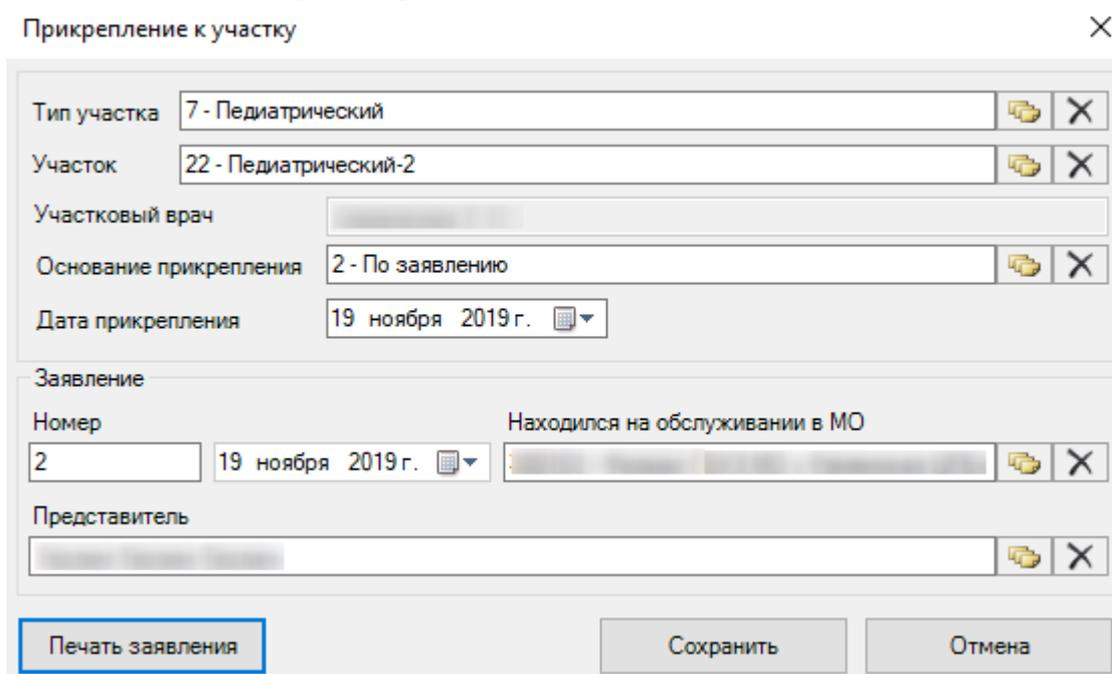 Прикрепление к участку
Тип участка 7 - Педиатрический
Участок 22 - Педиатрический-2
Участковый врач
Основание прикрепления 2 - По заявлению
Дата прикрепления 19 ноября 2019 г.
Заявление
Номер Находился на обслуживании в МО
2 19 ноября 2019 г.
Представитель
Печать заявления Сохранить Отмена